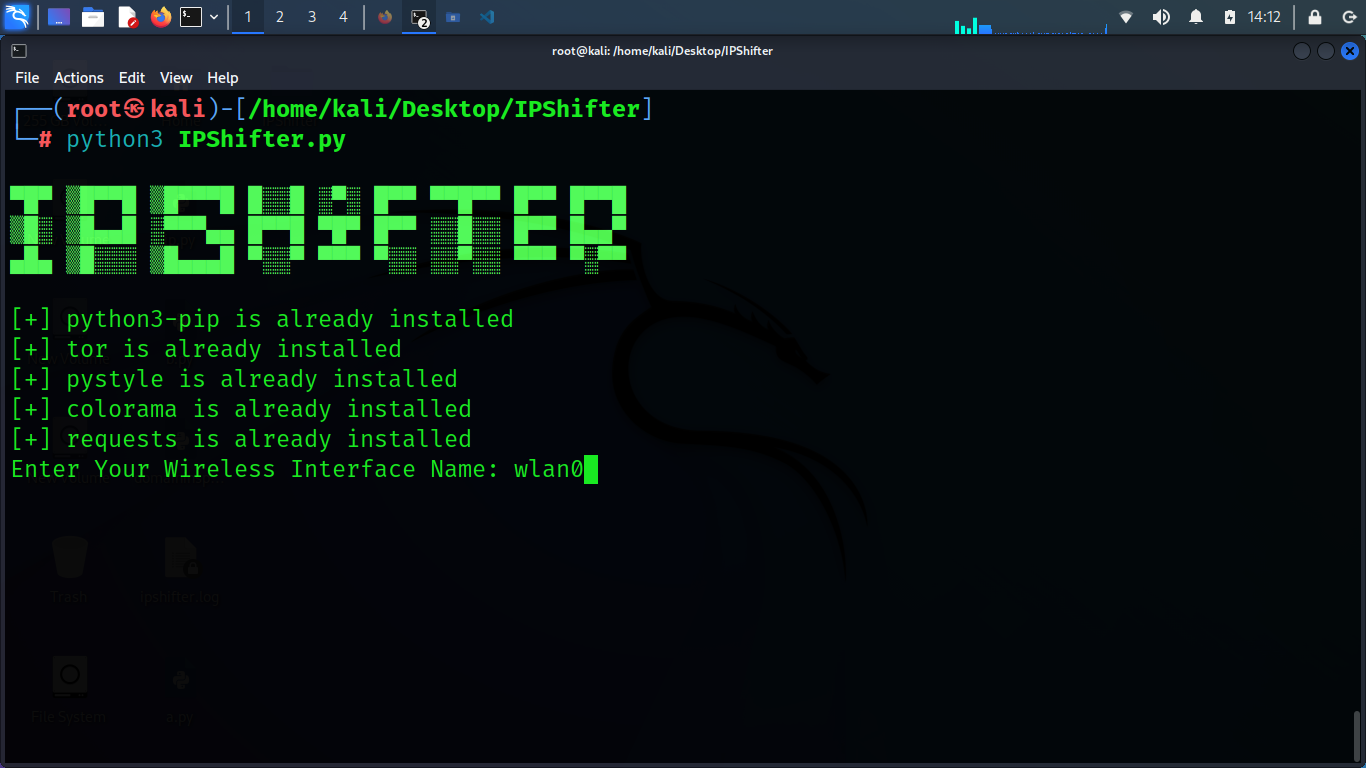 1 2 3 4 2 14:12
root@kali: /home/kali/Desktop/IPShifter
File Actions Edit View Help
┌──(root㉿kali)-[/home/kali/Desktop/IPShifter]
└─# python3 IPShifter.py
IPSHIFTER
[+] python3-pip is already installed
[+] tor is already installed
[+] pystyle is already installed
[+] colorama is already installed
[+] requests is already installed
Enter Your Wireless Interface Name: wlan0
Trash ipshifter.log
File System a.py